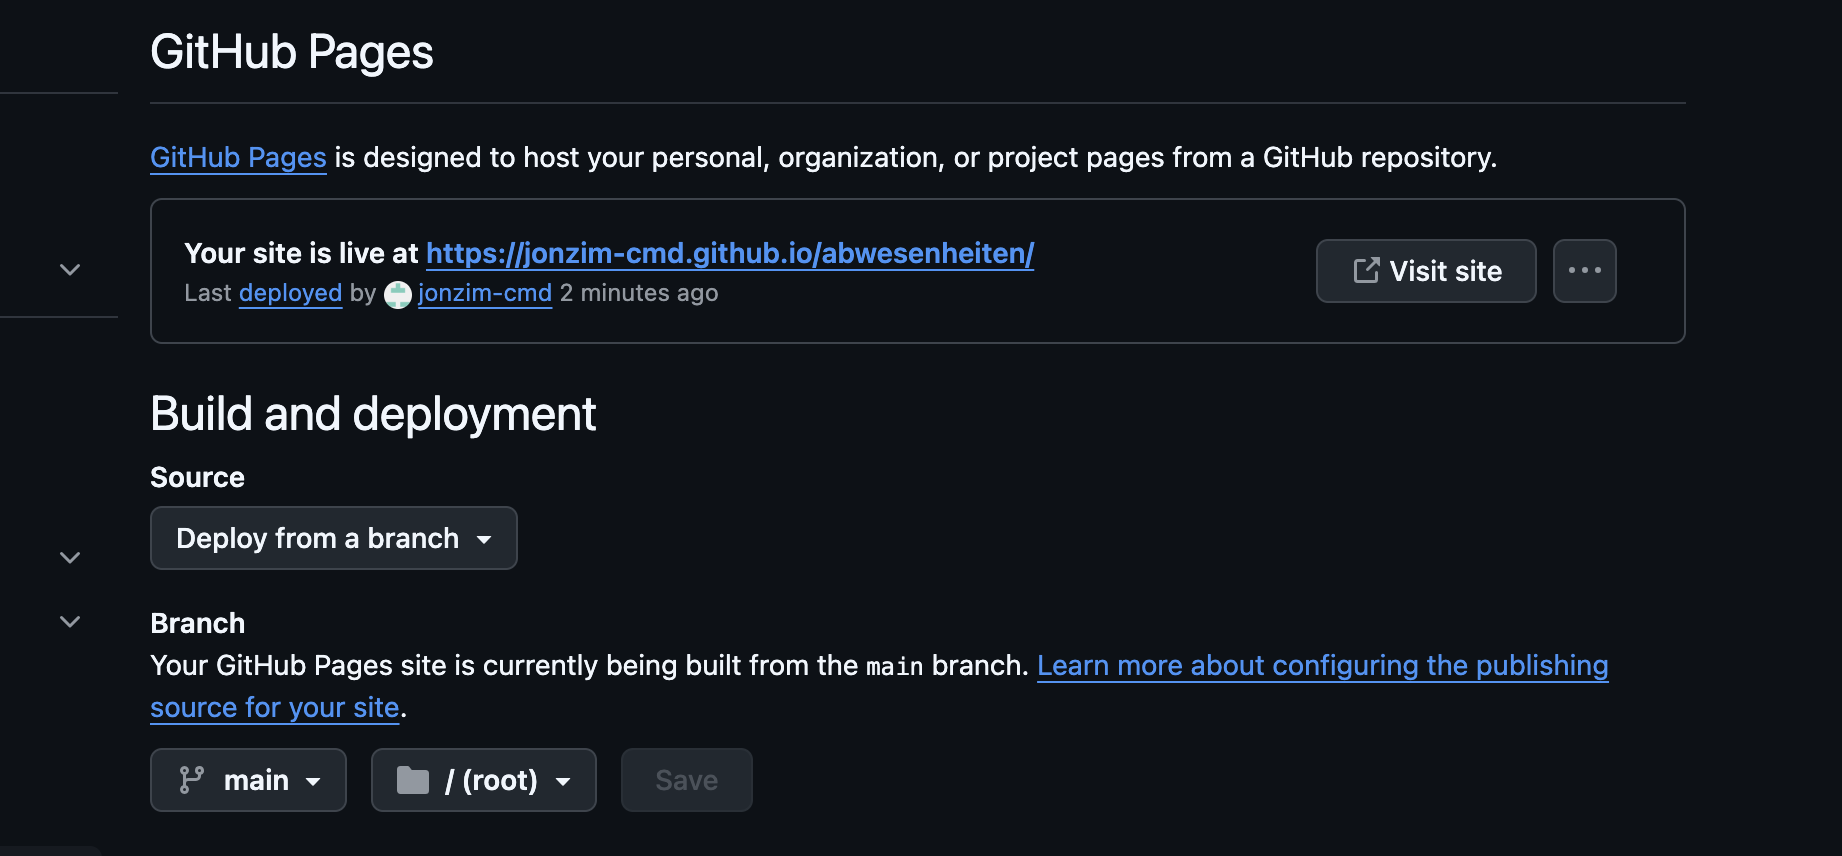 GitHub Pages
GitHub Pages is designed to host your personal, organization, or project pages from a GitHub repository.
Your site is live at https://jonzim-cmd.github.io/abwesenheiten/
Last deployed by jonzim-cmd 2 minutes ago
Visit site
Build and deployment
Source
Deploy from a branch
Branch
Your GitHub Pages site is currently being built from the main branch. Learn more about configuring the publishing
source for your site.
main / (root) Save